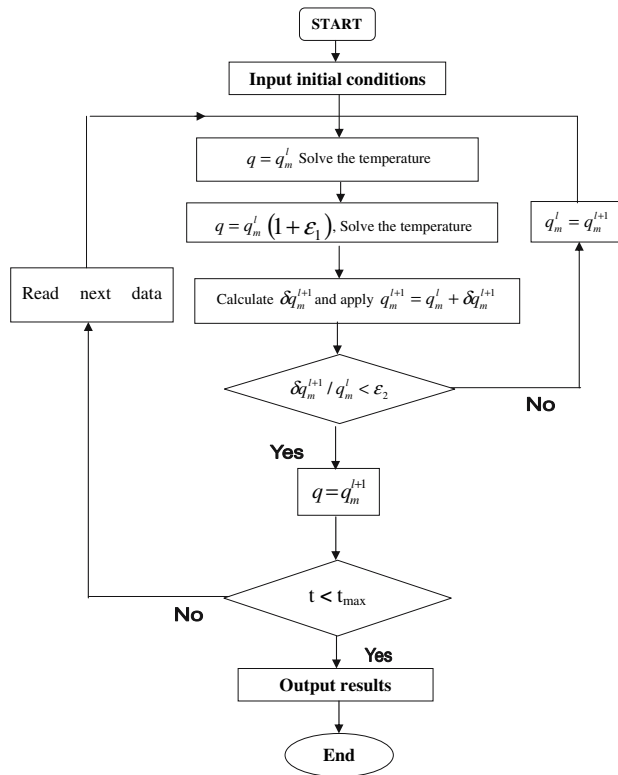 START
Input initial conditions
q = q_m^l Solve the temperature
q = q_m^l (1 + ε_1), Solve the temperature
q_m^l = q_m^{l+1}
Read next data
Calculate δq_m^{l+1} and apply q_m^{l+1} = q_m^l + δq_m^{l+1}
δq_m^{l+1} / q_m^l < ε_2
No
Yes
q = q_m^{l+1}
t < t_max
No
Yes
Output results
End